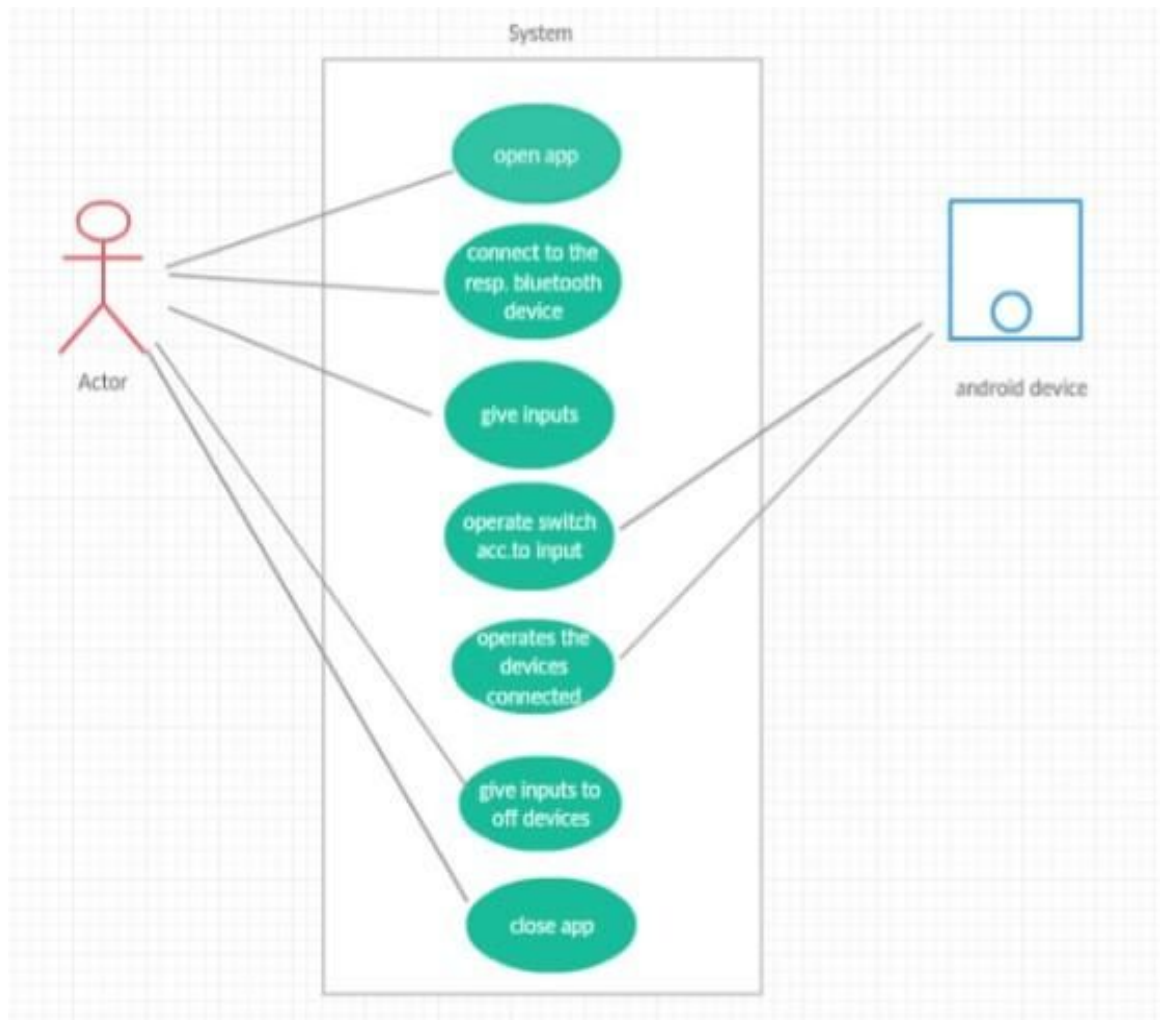 System
open app
connect to the
resp. bluetooth
device
Actor
android device
give inputs
operate switch
acc.to input
operates the
devices
connected
give inputs to
off devices
close app